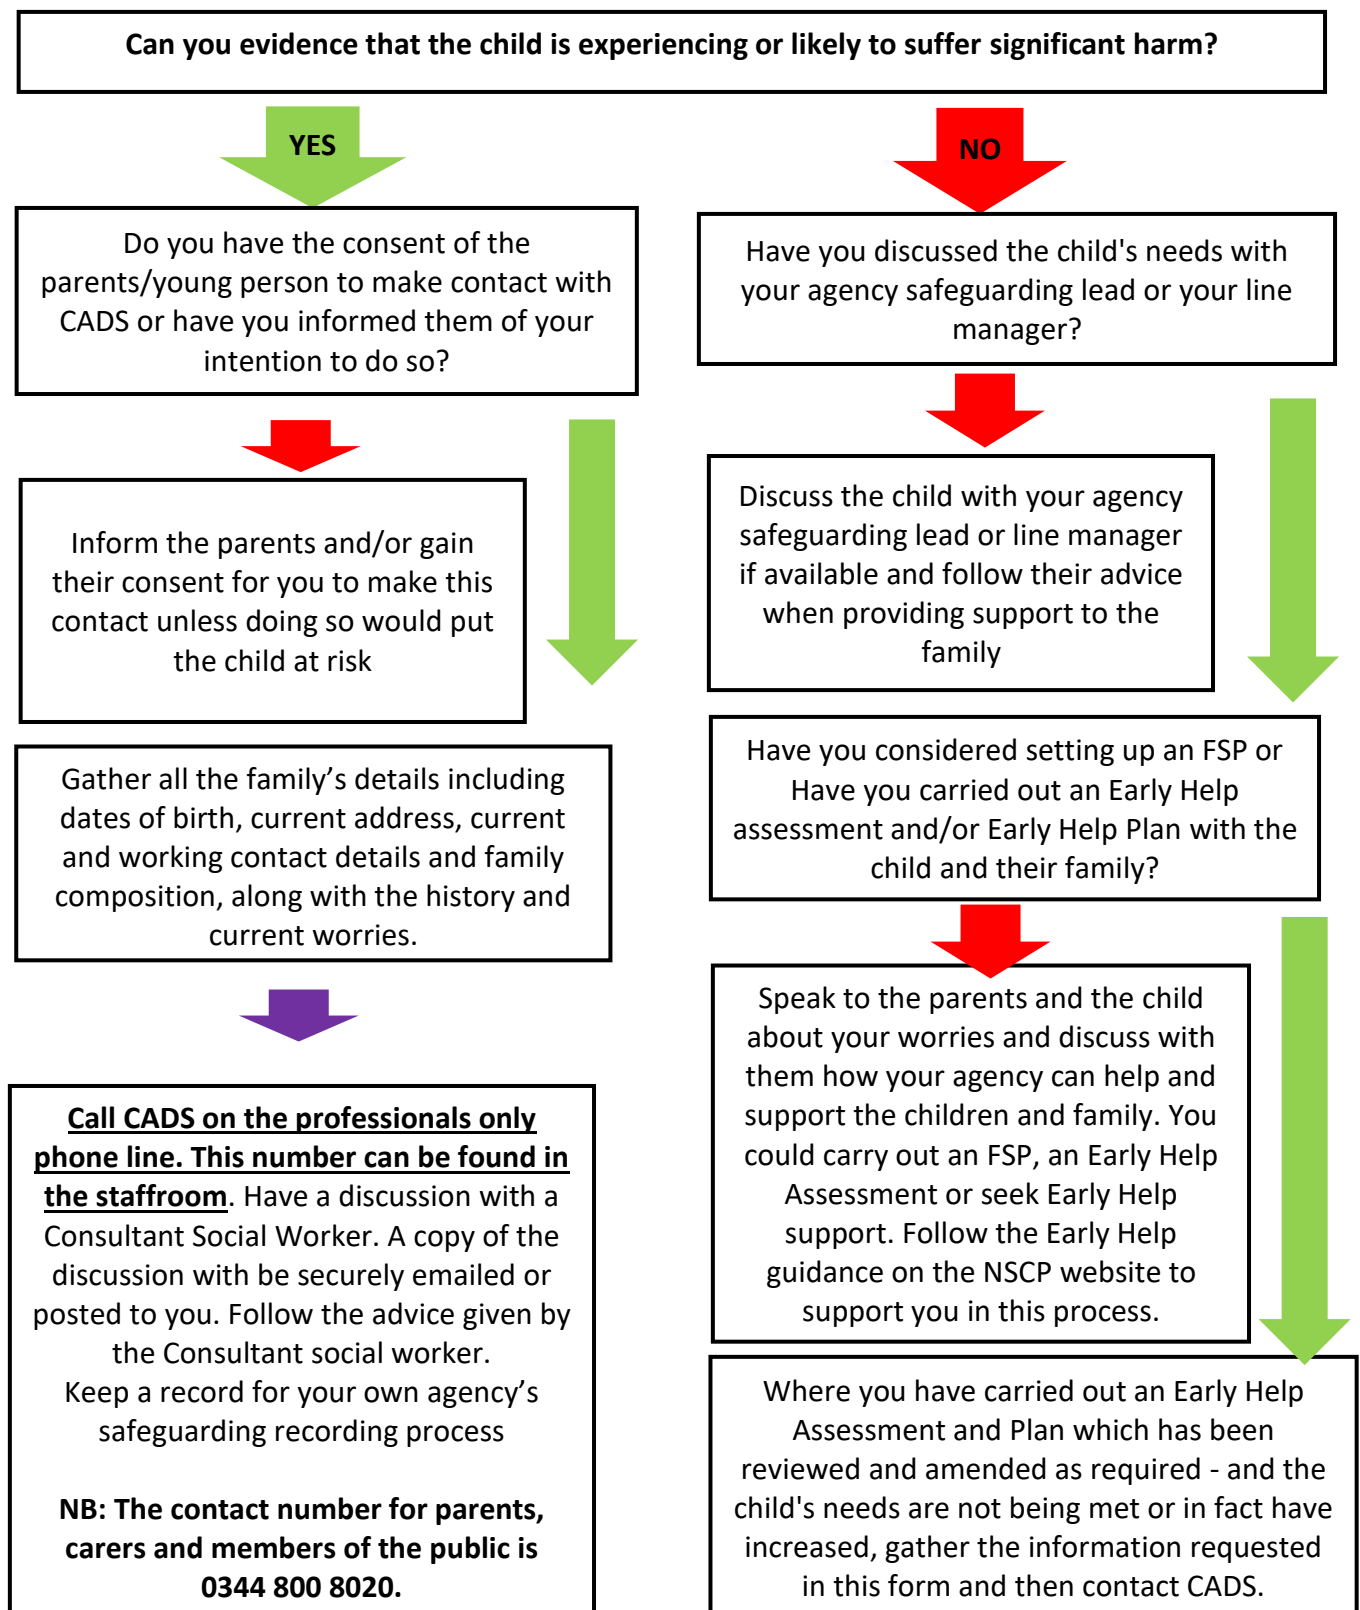 Can you evidence that the child is experiencing or likely to suffer significant harm?
YES
NO
Do you have the consent of the
parents/young person to make contact with
CADS or have you informed them of your
intention to do so?
Have you discussed the child's needs with
your agency safeguarding lead or your line
manager?
Inform the parents and/or gain
their consent for you to make this
contact unless doing so would put
the child at risk
Discuss the child with your agency
safeguarding lead or line manager
if available and follow their advice
when providing support to the
family
Gather all the family’s details including
dates of birth, current address, current
and working contact details and family
composition, along with the history and
current worries.
Have you considered setting up an FSP or
Have you carried out an Early Help
assessment and/or Early Help Plan with the
child and their family?
Call CADS on the professionals only
phone line. This number can be found in
the staffroom. Have a discussion with a
Consultant Social Worker. A copy of the
discussion with be securely emailed or
posted to you. Follow the advice given by
the Consultant social worker.
Keep a record for your own agency’s
safeguarding recording process
NB: The contact number for parents,
carers and members of the public is
0344 800 8020.
Speak to the parents and the child
about your worries and discuss with
them how your agency can help and
support the children and family. You
could carry out an FSP, an Early Help
Assessment or seek Early Help
support. Follow the Early Help
guidance on the NSCP website to
support you in this process.
Where you have carried out an Early Help
Assessment and Plan which has been
reviewed and amended as required - and the
child's needs are not being met or in fact have
increased, gather the information requested
in this form and then contact CADS.